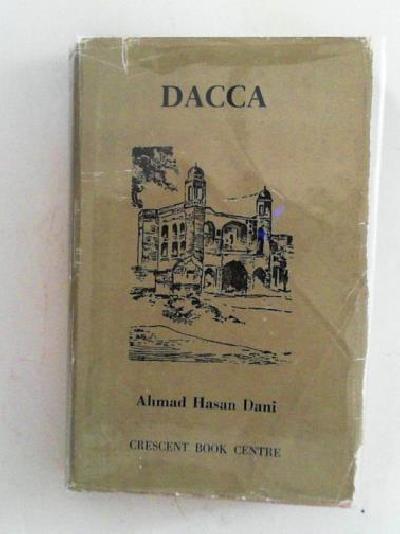 DACCA
Ahmad Hasan Dani
CRESCENT BOOK CENTRE